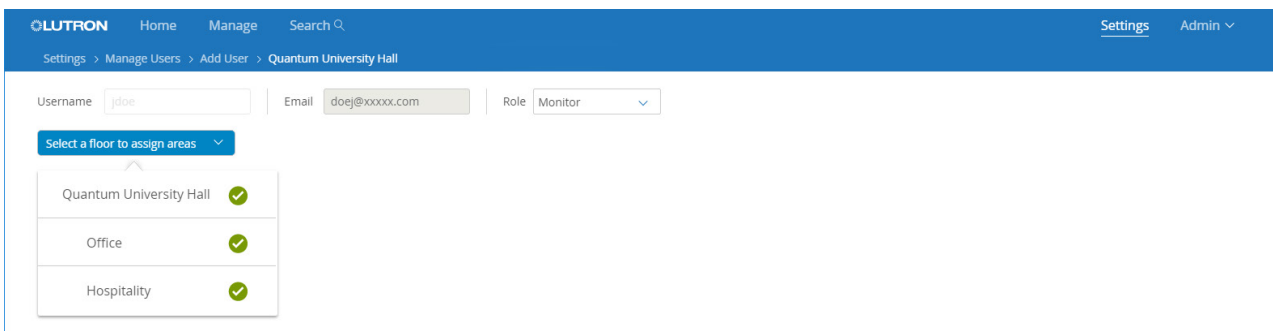 LUTRON Home Manage Search Settings Admin
Settings > Manage Users > Add User > Quantum University Hall
Username jdoe Email doej@xxxxx.com Role Monitor
Select a floor to assign areas
Quantum University Hall
Office
Hospitality